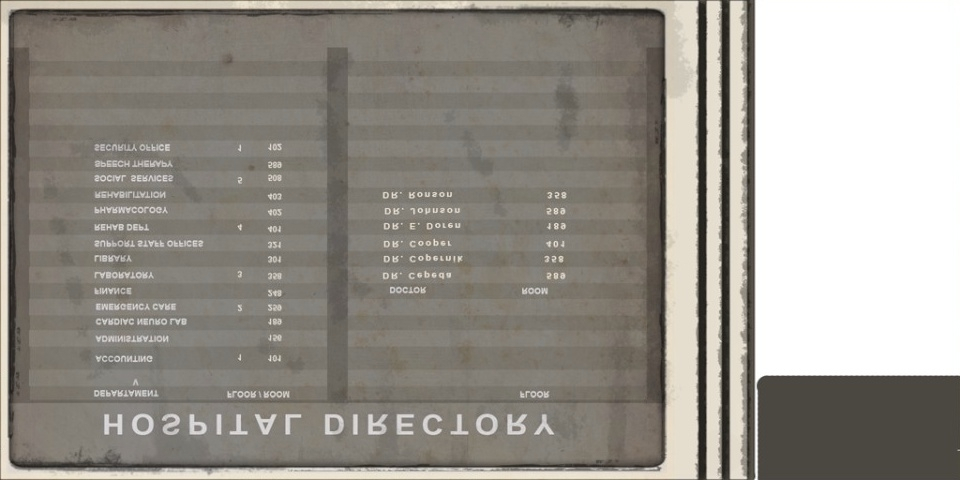 HOSPITAL DIRECTORY
DEPARTAMENT FLOOR / ROOM
V
ACCOUNTING 1 101
ADMINISTRATION 156
CARDIAC NEURO LAB 189
EMERGENCY CARE 2 259
FINANCE 248
LABORATORY 3 358
LIBRARY 301
SUPPORT STAFF OFFICES 321
REHAB DEPT 4 401
PHARMACOLOGY 402
REHABILITATION 403
SOCIAL SERVICES 5 508
SPEECH THERAPY 589
SECURITY OFFICE 1 102
FLOOR
DOCTOR ROOM
DR. Cepeda 589
DR. Copernik 358
DR. Cooper 401
DR. E. Doren 189
DR. Johnson 589
DR. Ronson 358